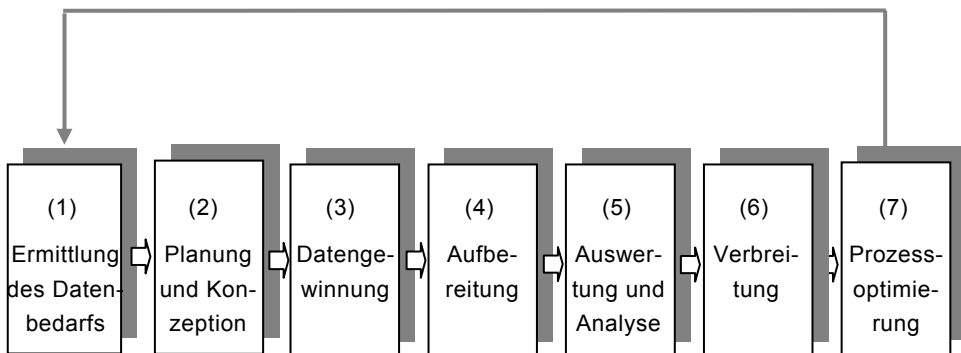 (1)
Ermittlung
des Daten-
bedarfs
(2)
Planung
und Kon-
zeption
(3)
Datenge-
winnung
(4)
Aufbe-
reitung
(5)
Auswer-
tung und
Analyse
(6)
Verbrei-
tung
(7)
Prozess-
optimie-
rung